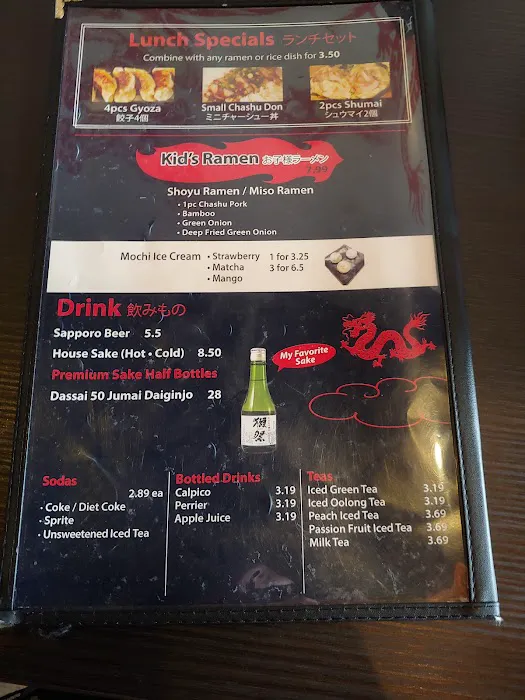 Lunch Specials ランチセット
Combine with any ramen or rice dish for 3.50
4pcs Gyoza
餃子4個
Small Chashu Don
ミニチャーシュー丼
2pcs Shumai
シュウマイ2個
Kid's Ramen お子様ラーメン
7.99
Shoyu Ramen / Miso Ramen
• 1pc Chashu Pork
• Bamboo
• Green Onion
• Deep Fried Green Onion
Mochi Ice Cream • Strawberry 1 for 3.25
• Matcha 3 for 6.5
• Mango
Drink 飲みもの
Sapporo Beer 5.5
House Sake (Hot • Cold) 8.50
Premium Sake Half Bottles
Dassai 50 Jumai Daiginjo 28
My Favorite
Sake
獺祭
Sodas
2.89 ea
• Coke / Diet Coke
• Sprite
• Unsweetened Iced Tea
Bottled Drinks
Calpico 3.19
Perrier 3.19
Apple Juice 3.19
Teas
Iced Green Tea 3.19
Iced Oolong Tea 3.19
Peach Iced Tea 3.69
Passion Fruit Iced Tea 3.69
Milk Tea 3.69